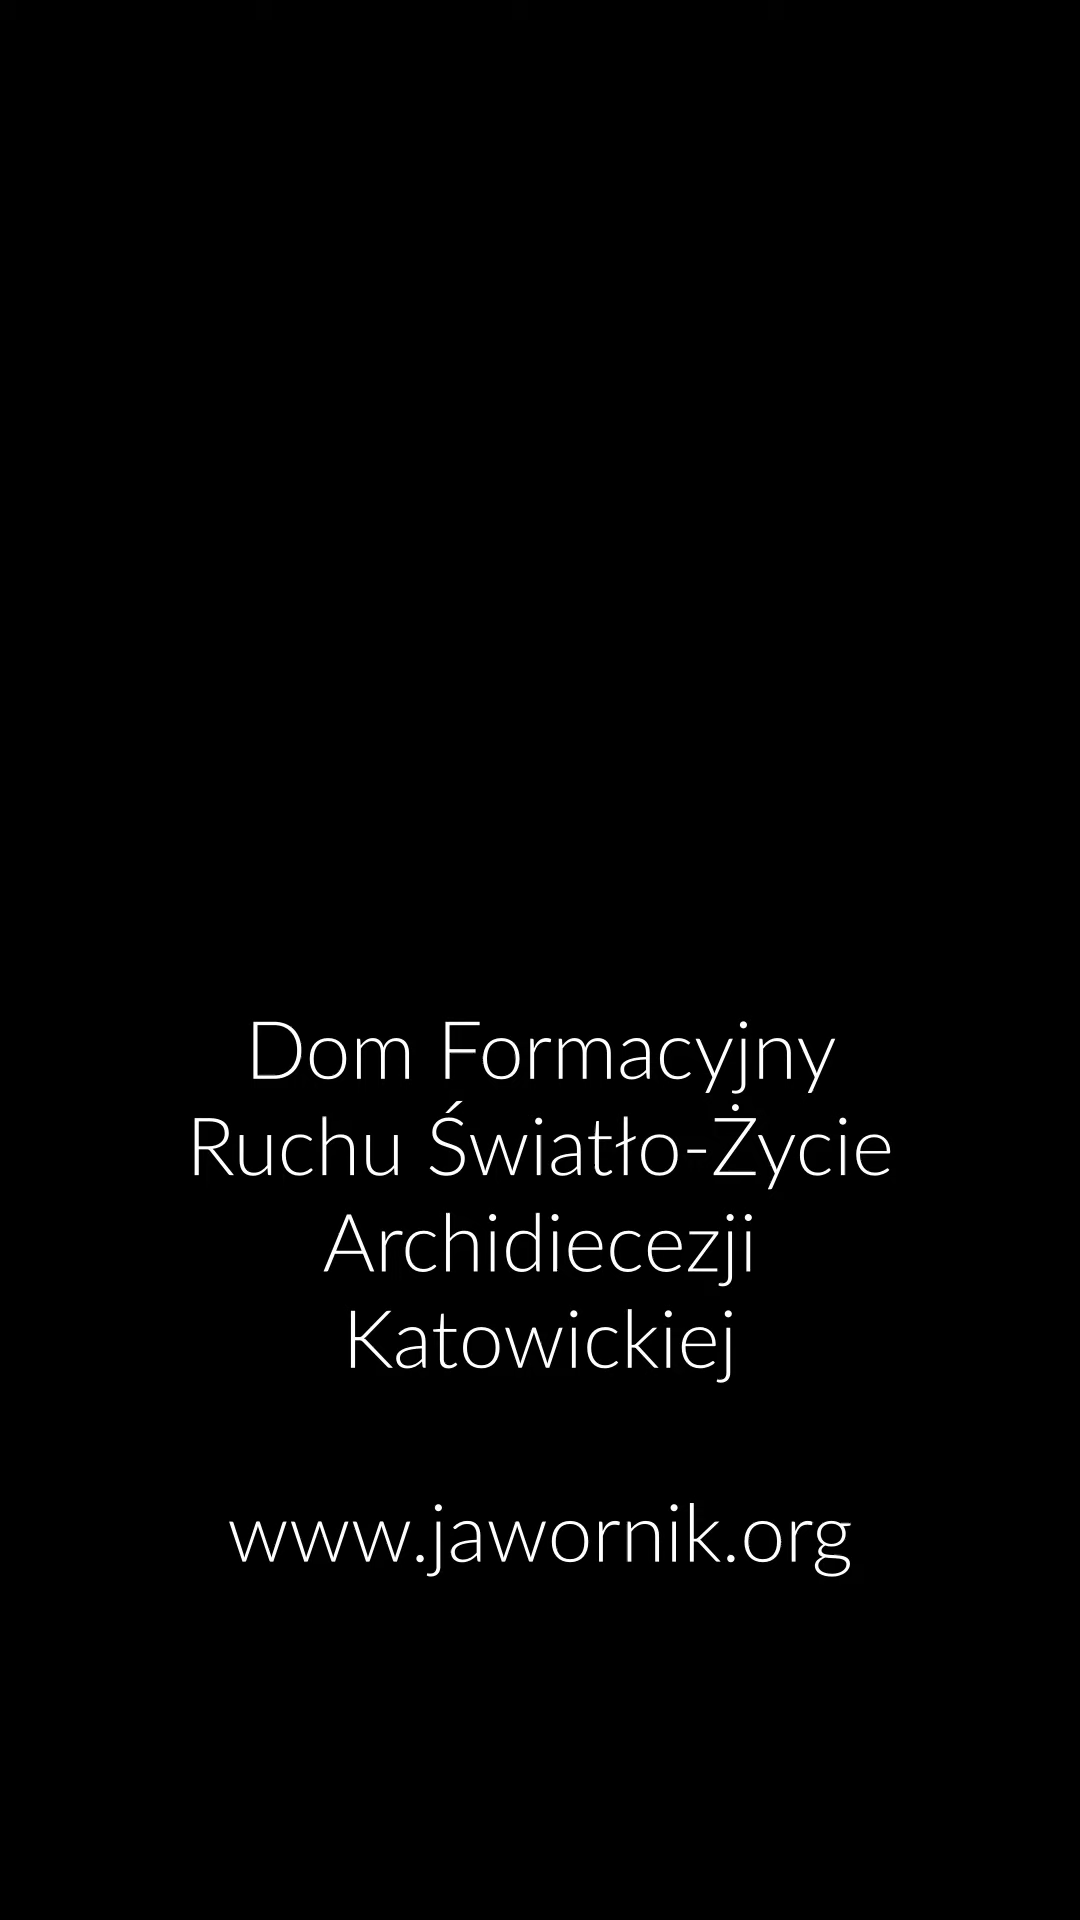 Dom Formacyjny
Ruchu Światło-Życie
Archidiecezji
Katowickiej
www.jawornik.org